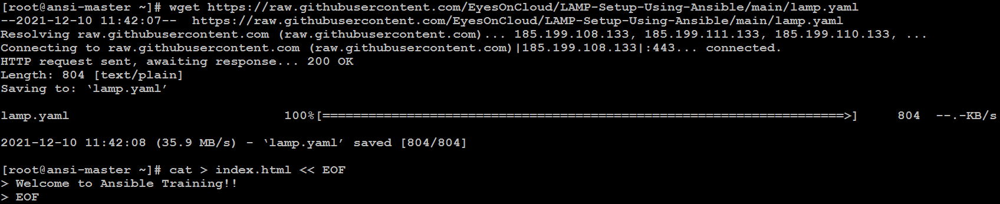 [root@ansi-master ~]# wget https://raw.githubusercontent.com/EyesOnCloud/LAMP-Setup-Using-Ansible/main/lamp.yaml
--2021-12-10 11:42:07--  https://raw.githubusercontent.com/EyesOnCloud/LAMP-Setup-Using-Ansible/main/lamp.yaml
Resolving raw.githubusercontent.com (raw.githubusercontent.com)... 185.199.108.133, 185.199.111.133, 185.199.110.133, ...
Connecting to raw.githubusercontent.com (raw.githubusercontent.com)|185.199.108.133|:443... connected.
HTTP request sent, awaiting response... 200 OK
Length: 804 [text/plain]
Saving to: ‘lamp.yaml’
lamp.yaml                            100%[====================================================================>]     804  --.-KB/s
2021-12-10 11:42:08 (35.9 MB/s) - ‘lamp.yaml’ saved [804/804]
[root@ansi-master ~]# cat > index.html << EOF
> Welcome to Ansible Training!!
> EOF